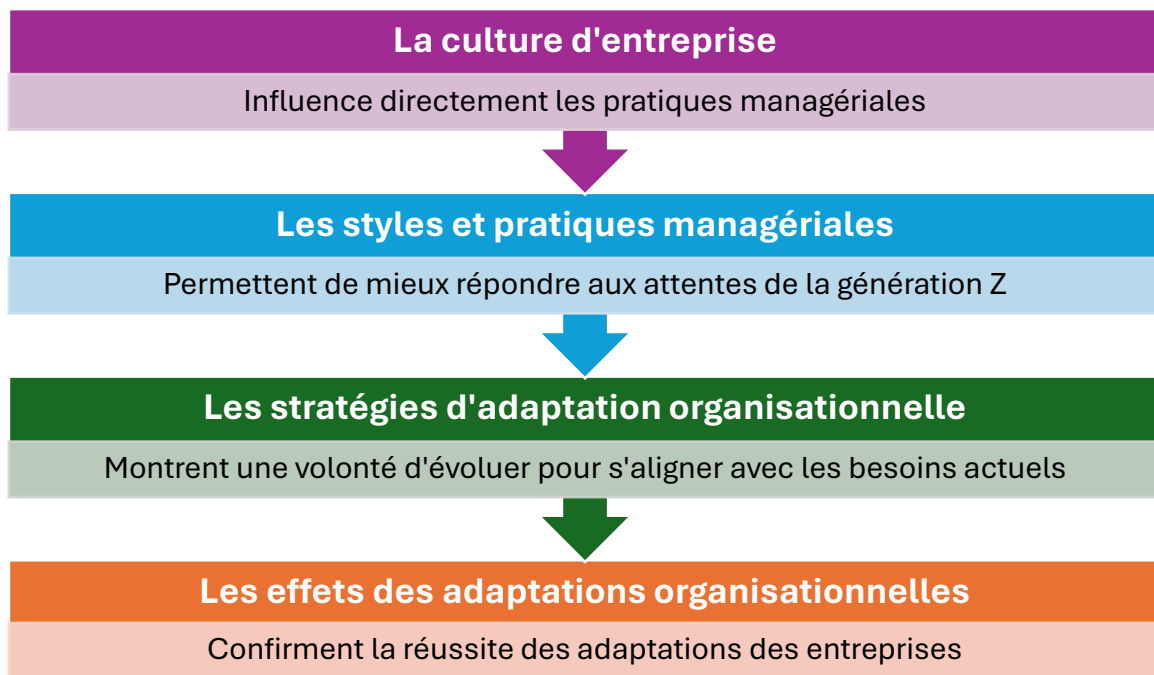 La culture d'entreprise
Influence directement les pratiques managériales
Les styles et pratiques managériales
Permettent de mieux répondre aux attentes de la génération Z
Les stratégies d'adaptation organisationnelle
Montrent une volonté d'évoluer pour s'aligner avec les besoins actuels
Les effets des adaptations organisationnelles
Confirment la réussite des adaptations des entreprises